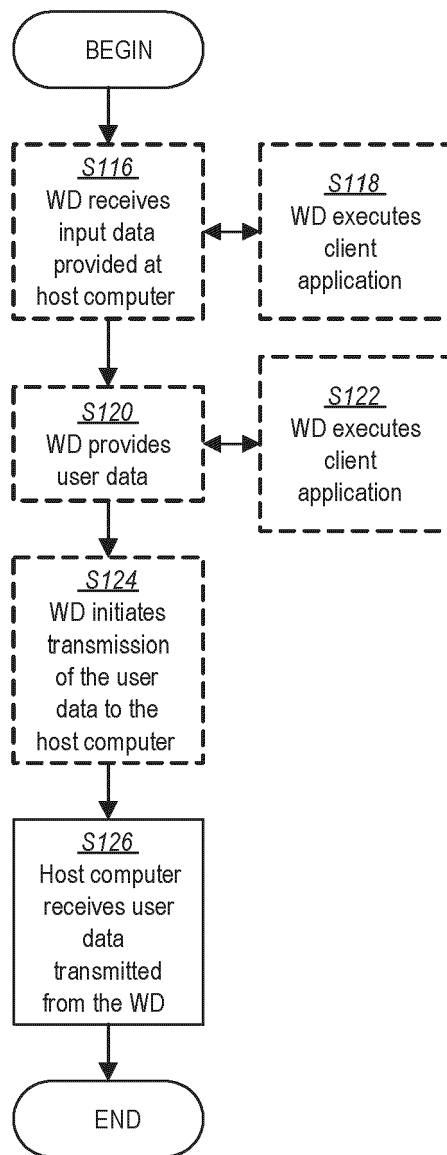 BEGIN
S116
WD receives
input data
provided at
host computer
S118
WD executes
client
application
S120
WD provides
user data
S122
WD executes
client
application
S124
WD initiates
transmission
of the user
data to the
host computer
S126
Host computer
receives user
data
transmitted
from the WD
END